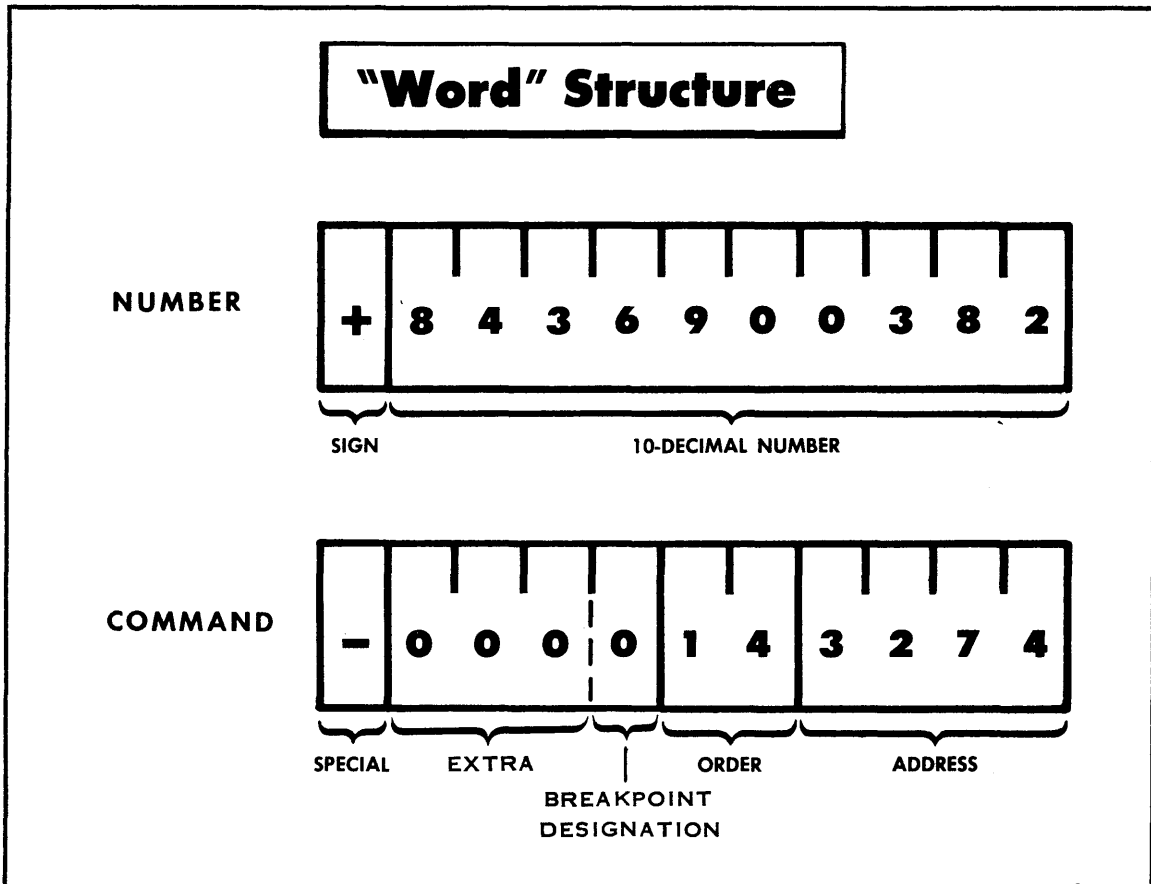 "Word" Structure
NUMBER
+ 8 4 3 6 9 0 0 3 8 2
SIGN 10-DECIMAL NUMBER
COMMAND
- 0 0 0 0 1 4 3 2 7 4
SPECIAL EXTRA ORDER ADDRESS
BREAKPOINT
DESIGNATION